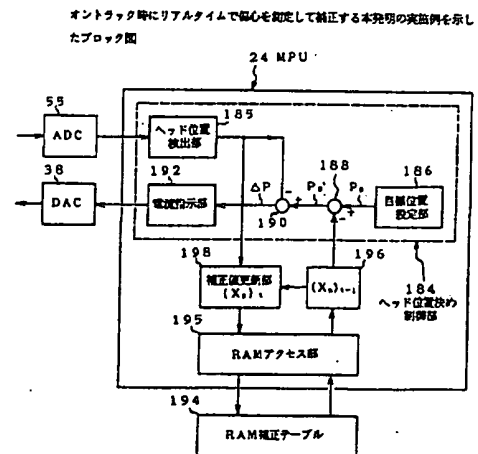 オントラック時にリアルタイムで偏心を測定して補正する本発明の実施例を示し
たブロック図
24 MPU
55
ADC
ヘッド位置
検出部
185
38
DAC
192
電流指示部
ΔP
190
188
186
目標位置
設定部
198
補正値更新部
196
184
ヘッド位置決め
制御部
195
RAMアクセス部
194
RAM補正テーブル